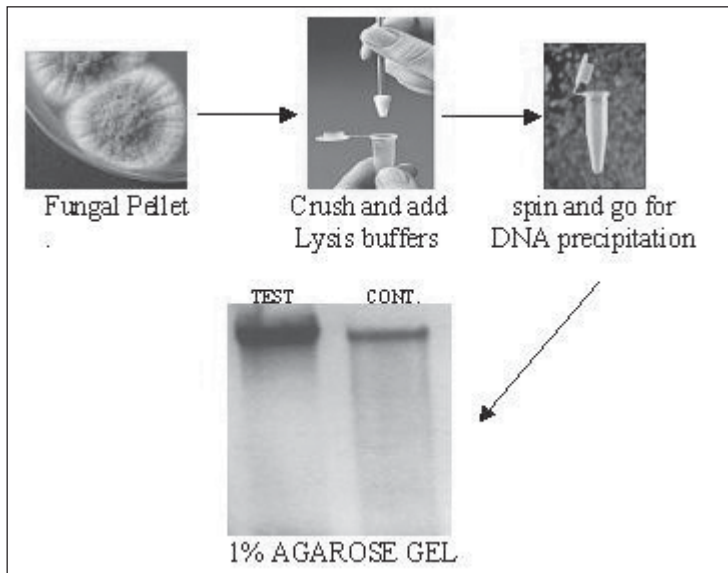 Fungal Pellet
.
Crush and add
Lysis buffers
spin and go for
DNA precipitation
TEST CONT.
1% AGAROSE GEL